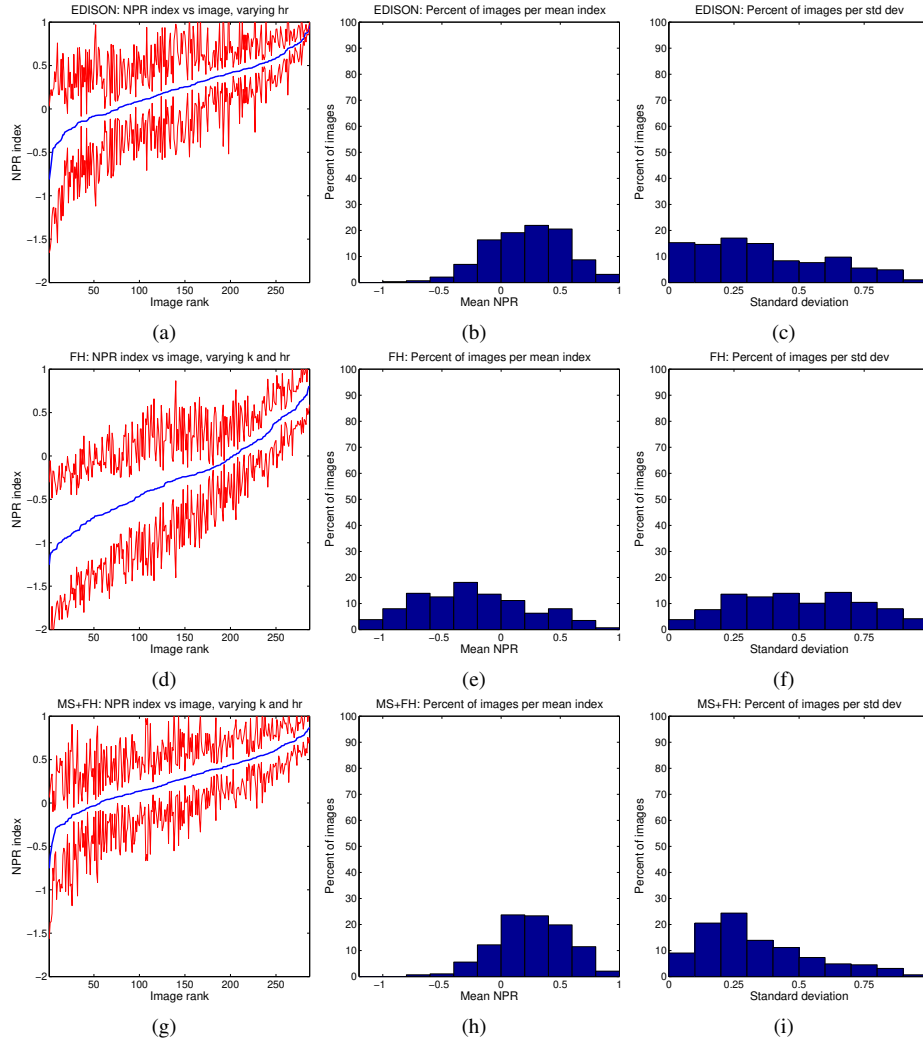 EDISON: NPR index vs image, varying hr
1
0.5
0
−0.5
−1
−1.5
−2
NPR index
50 100 150 200 250
Image rank
(a)
EDISON: Percent of images per mean index
100
90
80
70
60
50
40
30
20
10
0
Percent of images
−1 −0.5 0 0.5 1
Mean NPR
(b)
EDISON: Percent of images per std dev
100
90
80
70
60
50
40
30
20
10
0
Percent of images
0 0.25 0.5 0.75
Standard deviation
(c)
FH: NPR index vs image, varying k and hr
1
0.5
0
−0.5
−1
−1.5
−2
NPR index
50 100 150 200 250
Image rank
(d)
FH: Percent of images per mean index
100
90
80
70
60
50
40
30
20
10
0
Percent of images
−1 −0.5 0 0.5 1
Mean NPR
(e)
FH: Percent of images per std dev
100
90
80
70
60
50
40
30
20
10
0
Percent of images
0 0.25 0.5 0.75
Standard deviation
(f)
MS+FH: NPR index vs image, varying k and hr
1
0.5
0
−0.5
−1
−1.5
−2
NPR index
50 100 150 200 250
Image rank
(g)
MS+FH: Percent of images per mean index
100
90
80
70
60
50
40
30
20
10
0
Percent of images
−1 −0.5 0 0.5 1
Mean NPR
(h)
MS+FH: Percent of images per std dev
100
90
80
70
60
50
40
30
20
10
0
Percent of images
0 0.25 0.5 0.75
Standard deviation
(i)